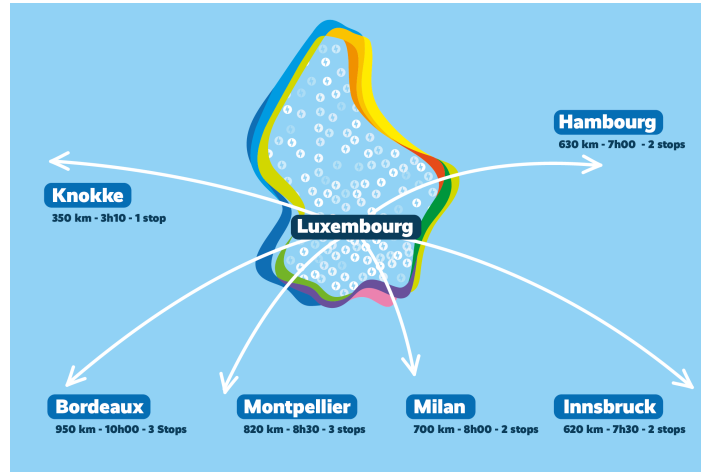 Hambourg
630 km - 7h00 - 2 stops
Knokke
350 km - 3h10 - 1 stop
Luxembourg
Bordeaux
950 km - 10h00 - 3 Stops
Montpellier
820 km - 8h30 - 3 stops
Milan
700 km - 8h00 - 2 stops
Innsbruck
620 km - 7h30 - 2 stops